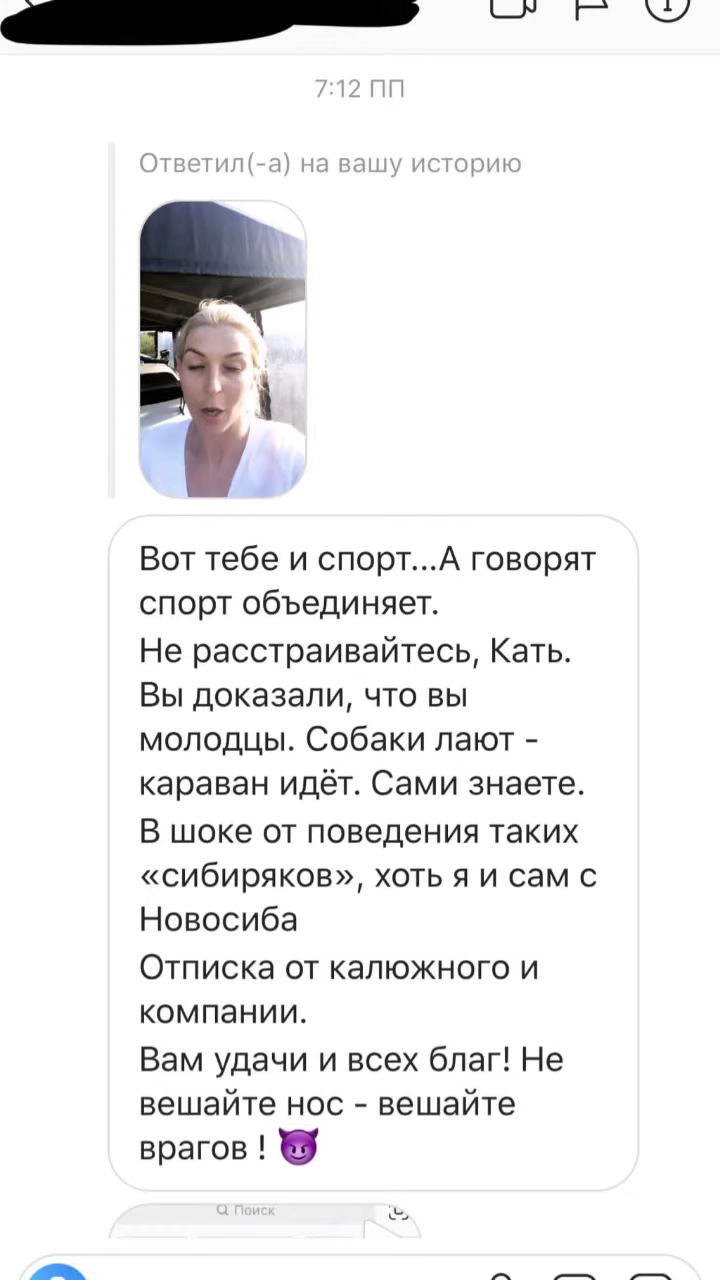 7:12 ПП
Ответил(-а) на вашу историю
Вот тебе и спорт...А говорят
спорт объединяет.
Не расстраивайтесь, Кать.
Вы доказали, что вы
молодцы. Собаки лают -
караван идёт. Сами знаете.
В шоке от поведения таких
«сибиряков», хоть я и сам с
Новосиба
Отписка от калюжного и
компании.
Вам удачи и всех благ! Не
вешайте нос - вешайте
врагов ! 😈
Поиск